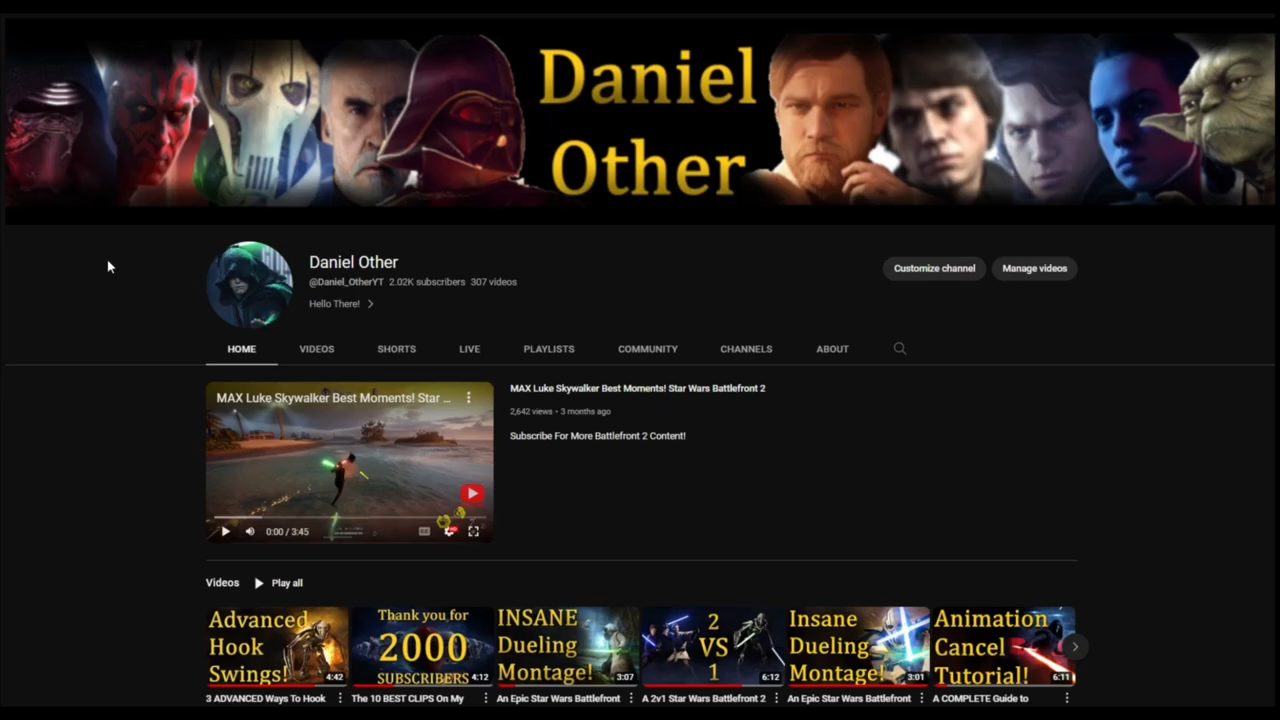 Daniel
Other
Daniel Other
@Daniel_OtherYT 2.02K subscribers 307 videos
Hello There!
Customize channel
Manage videos
HOME VIDEOS SHORTS LIVE PLAYLISTS COMMUNITY CHANNELS ABOUT
MAX Luke Skywalker Best Moments! Star ...
0:00 / 3:45
MAX Luke Skywalker Best Moments! Star Wars Battlefront 2
2,642 views • 3 months ago
Subscribe For More Battlefront 2 Content!
Videos Play all
Advanced
Hook
Swings!
4:42
3 ADVANCED Ways To Hook
Thank you for
2000
SUBSCRIBERS
4:12
The 10 BEST CLIPS On My
INSANE
Dueling
Montage!
3:07
An Epic Star Wars Battlefront
2
VS
1
6:12
A 2v1 Star Wars Battlefront 2
Insane
Dueling
Montage!
3:01
An Epic Star Wars Battlefront
Animation
Cancel
Tutorial!
6:11
A COMPLETE Guide to